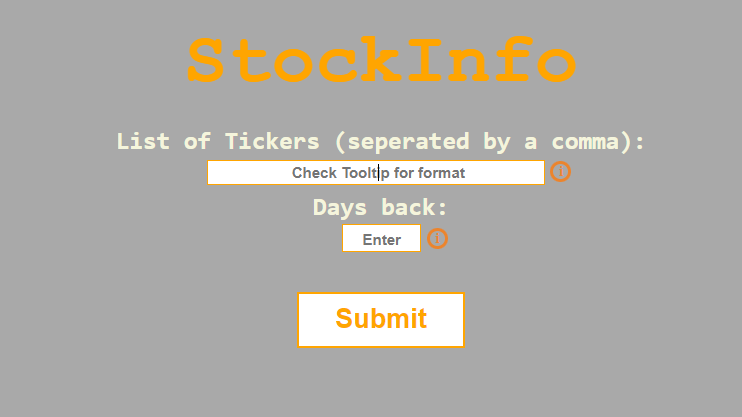 StockInfo
List of Tickers (seperated by a comma):
Check Tooltip for format
Days back:
Enter
Submit